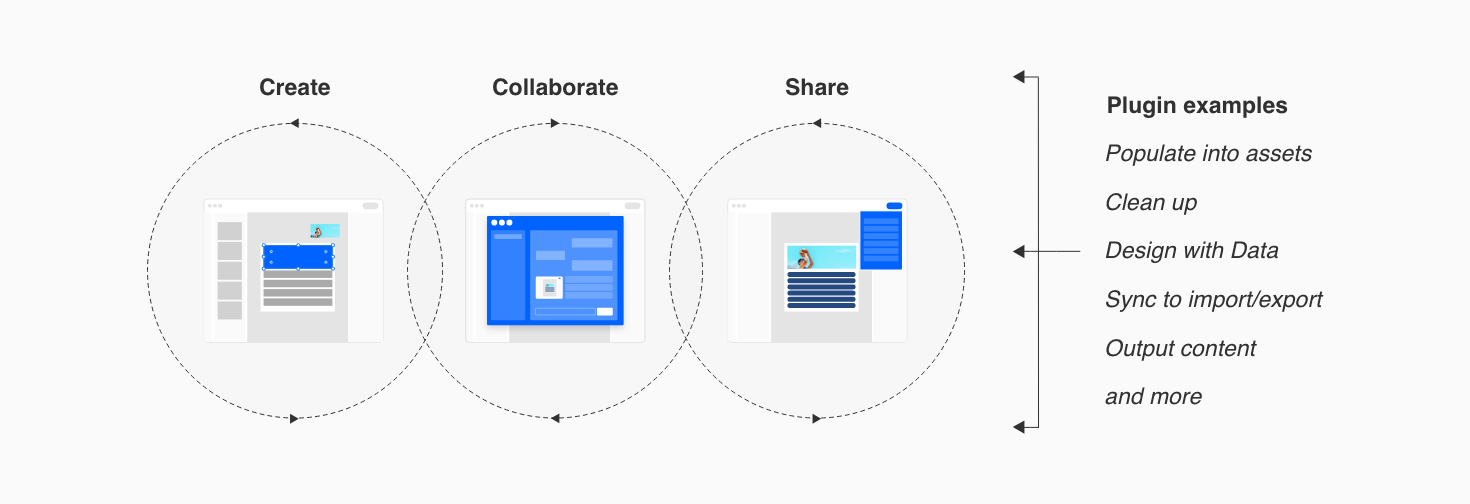 Create
Collaborate
Share
Plugin examples
Populate into assets
Clean up
Design with Data
Sync to import/export
Output content
and more